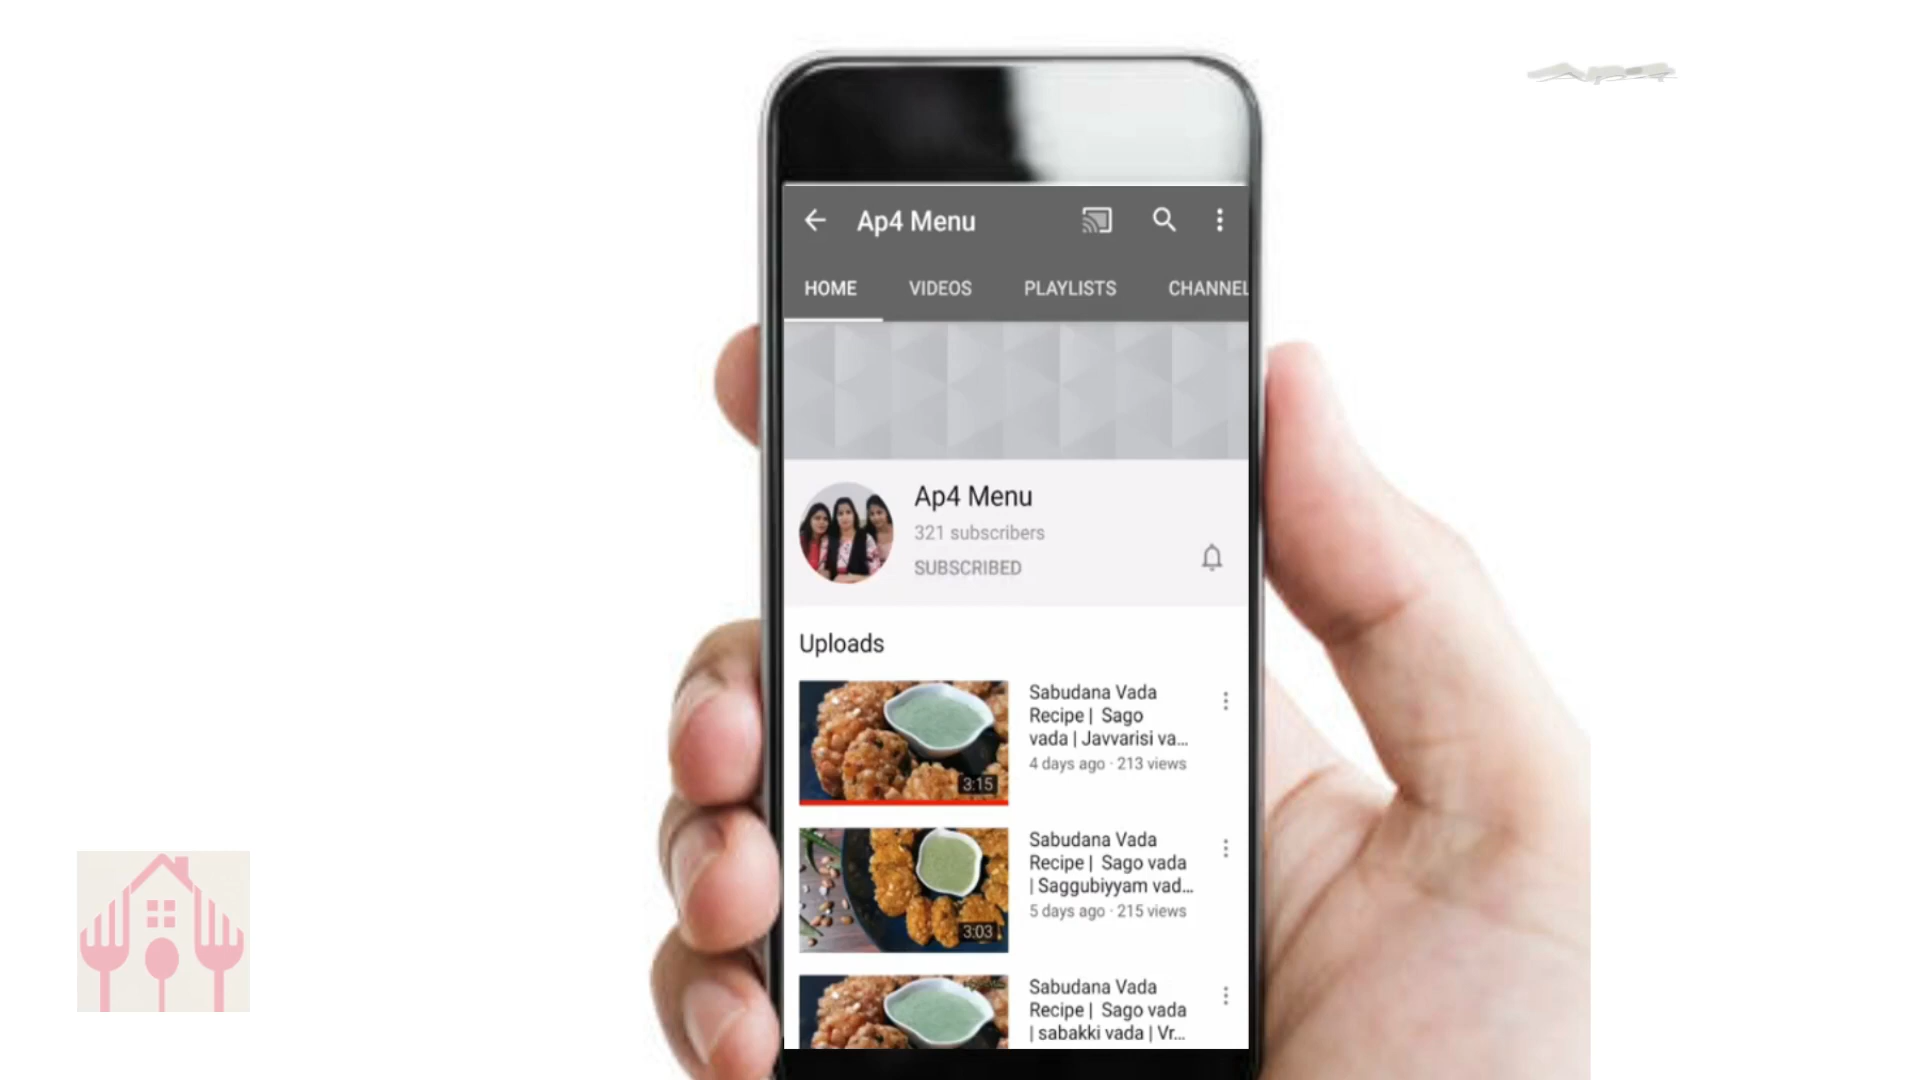 Ap4 Menu
HOME VIDEOS PLAYLISTS CHANNEL
Ap4 Menu
321 subscribers
SUBSCRIBED
Uploads
Sabudana Vada
Recipe | Sago
vada | Javvarisi va...
4 days ago · 213 views
3:15
Sabudana Vada
Recipe | Sago vada
| Saggubiyyam vad...
5 days ago · 215 views
3:03
Sabudana Vada
Recipe | Sago vada
| sabakki vada | Vr...